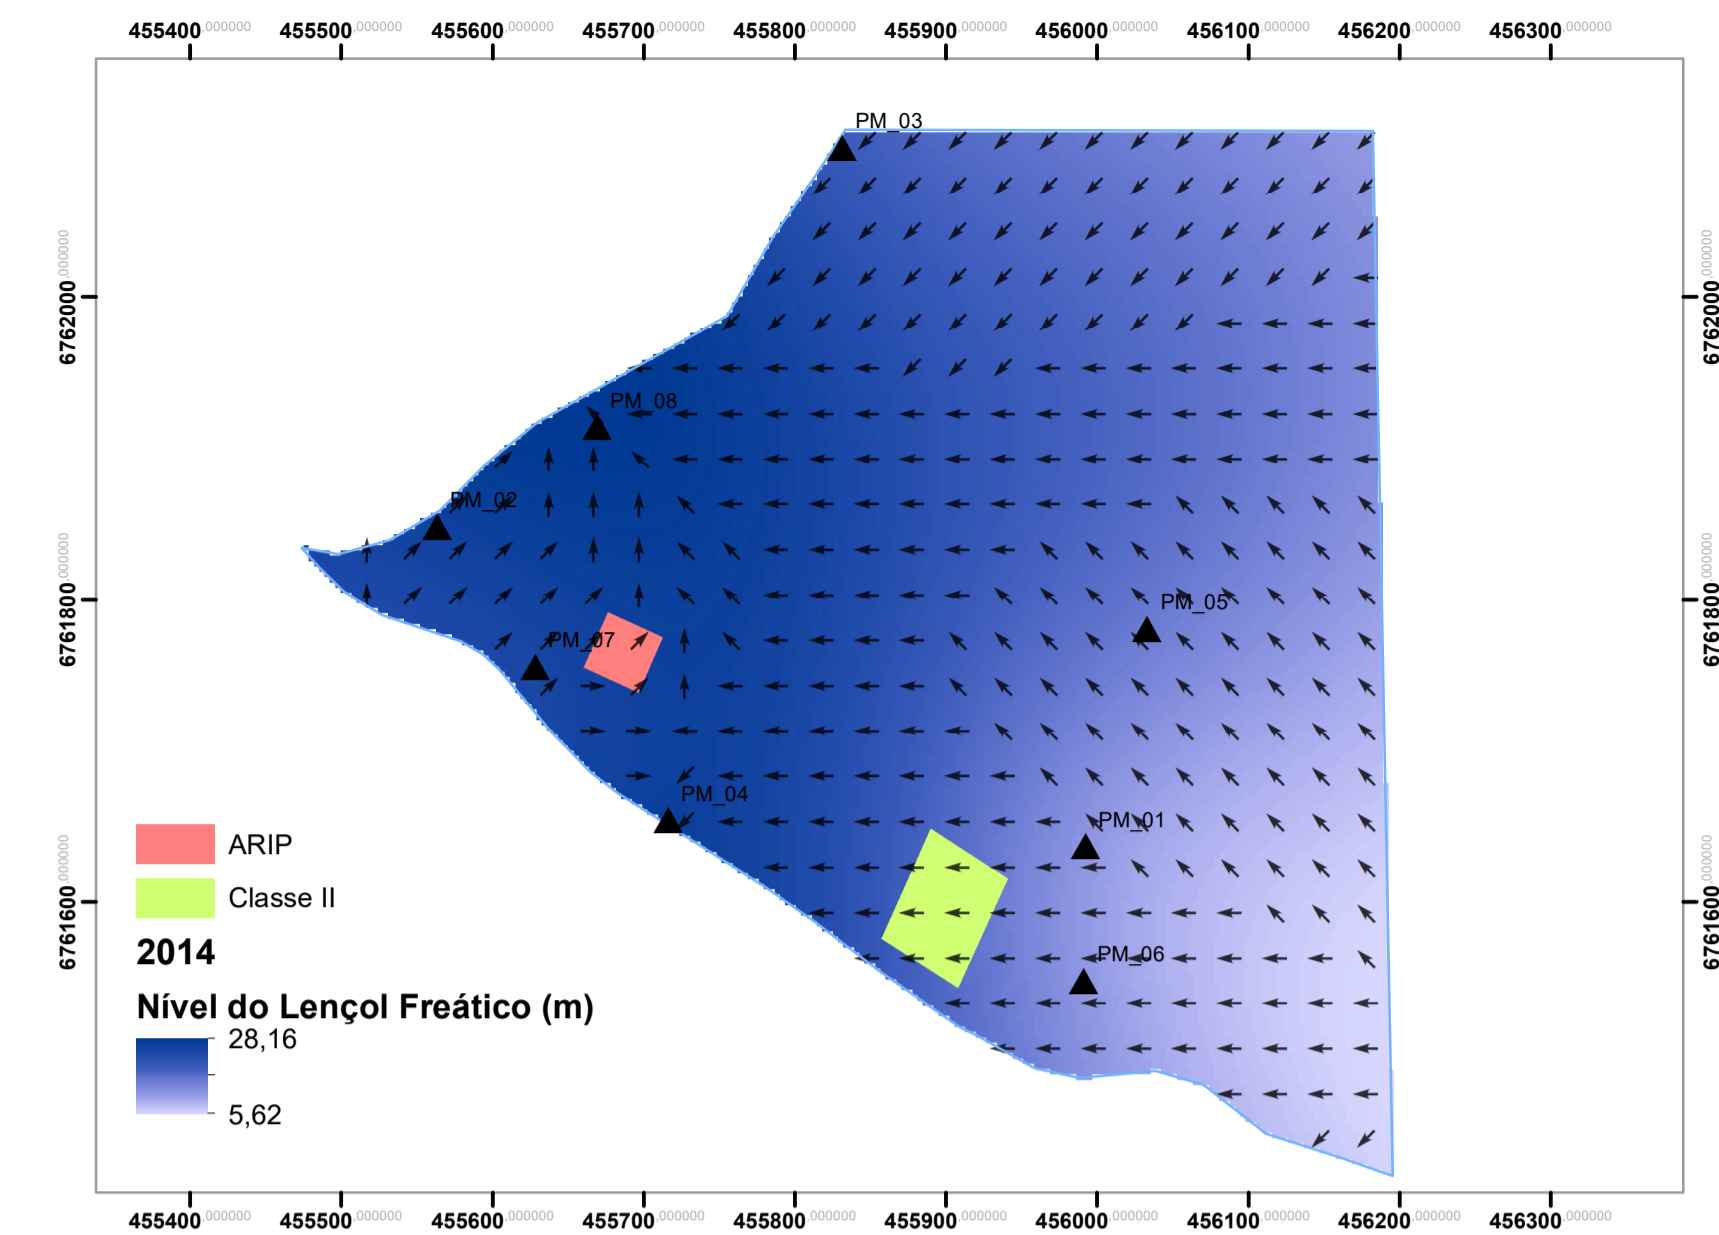 455400,000000 455500,000000 455600,000000 455700,000000 455800,000000 455900,000000 456000,000000 456100,000000 456200,000000 456300,000000
PM_03
6762000,000000 6762000,000000
PM_08
PM_02
6761800,000000 6761800,000000
PM_05
PM_07
PM_04
PM_01
ARIP
Classe II
6761600,000000 6761600,000000
2014
PM_06
Nível do Lençol Freático (m)
28,16
5,62
455400,000000 455500,000000 455600,000000 455700,000000 455800,000000 455900,000000 456000,000000 456100,000000 456200,000000 456300,000000